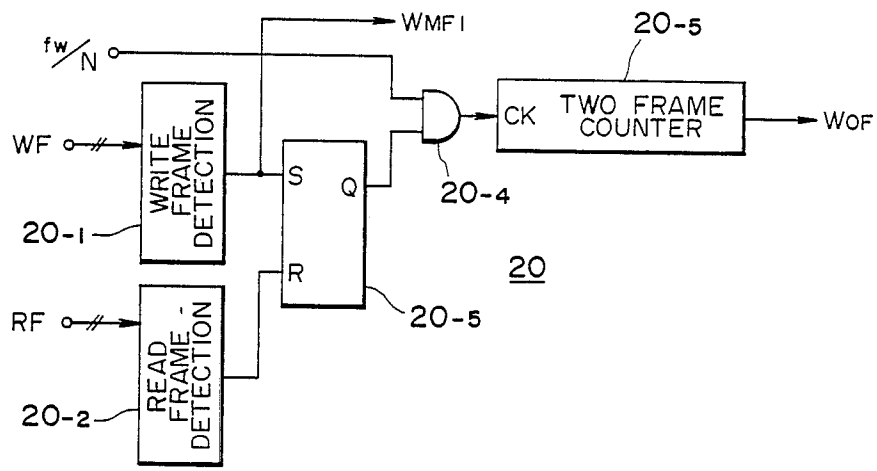 WMFI
fw/N
20-5
CK TWO FRAME
COUNTER
WOF
20-4
WF
WRITE
FRAME
DETECTION
20-1
S
Q
R
20-5
20
RF
READ
FRAME -
DETECTION
20-2